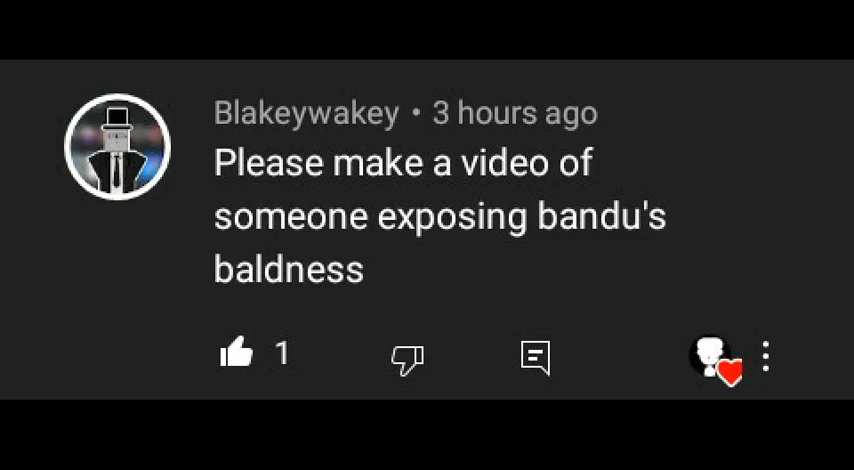 Blakeywakey • 3 hours ago
Please make a video of
someone exposing bandu's
baldness
1